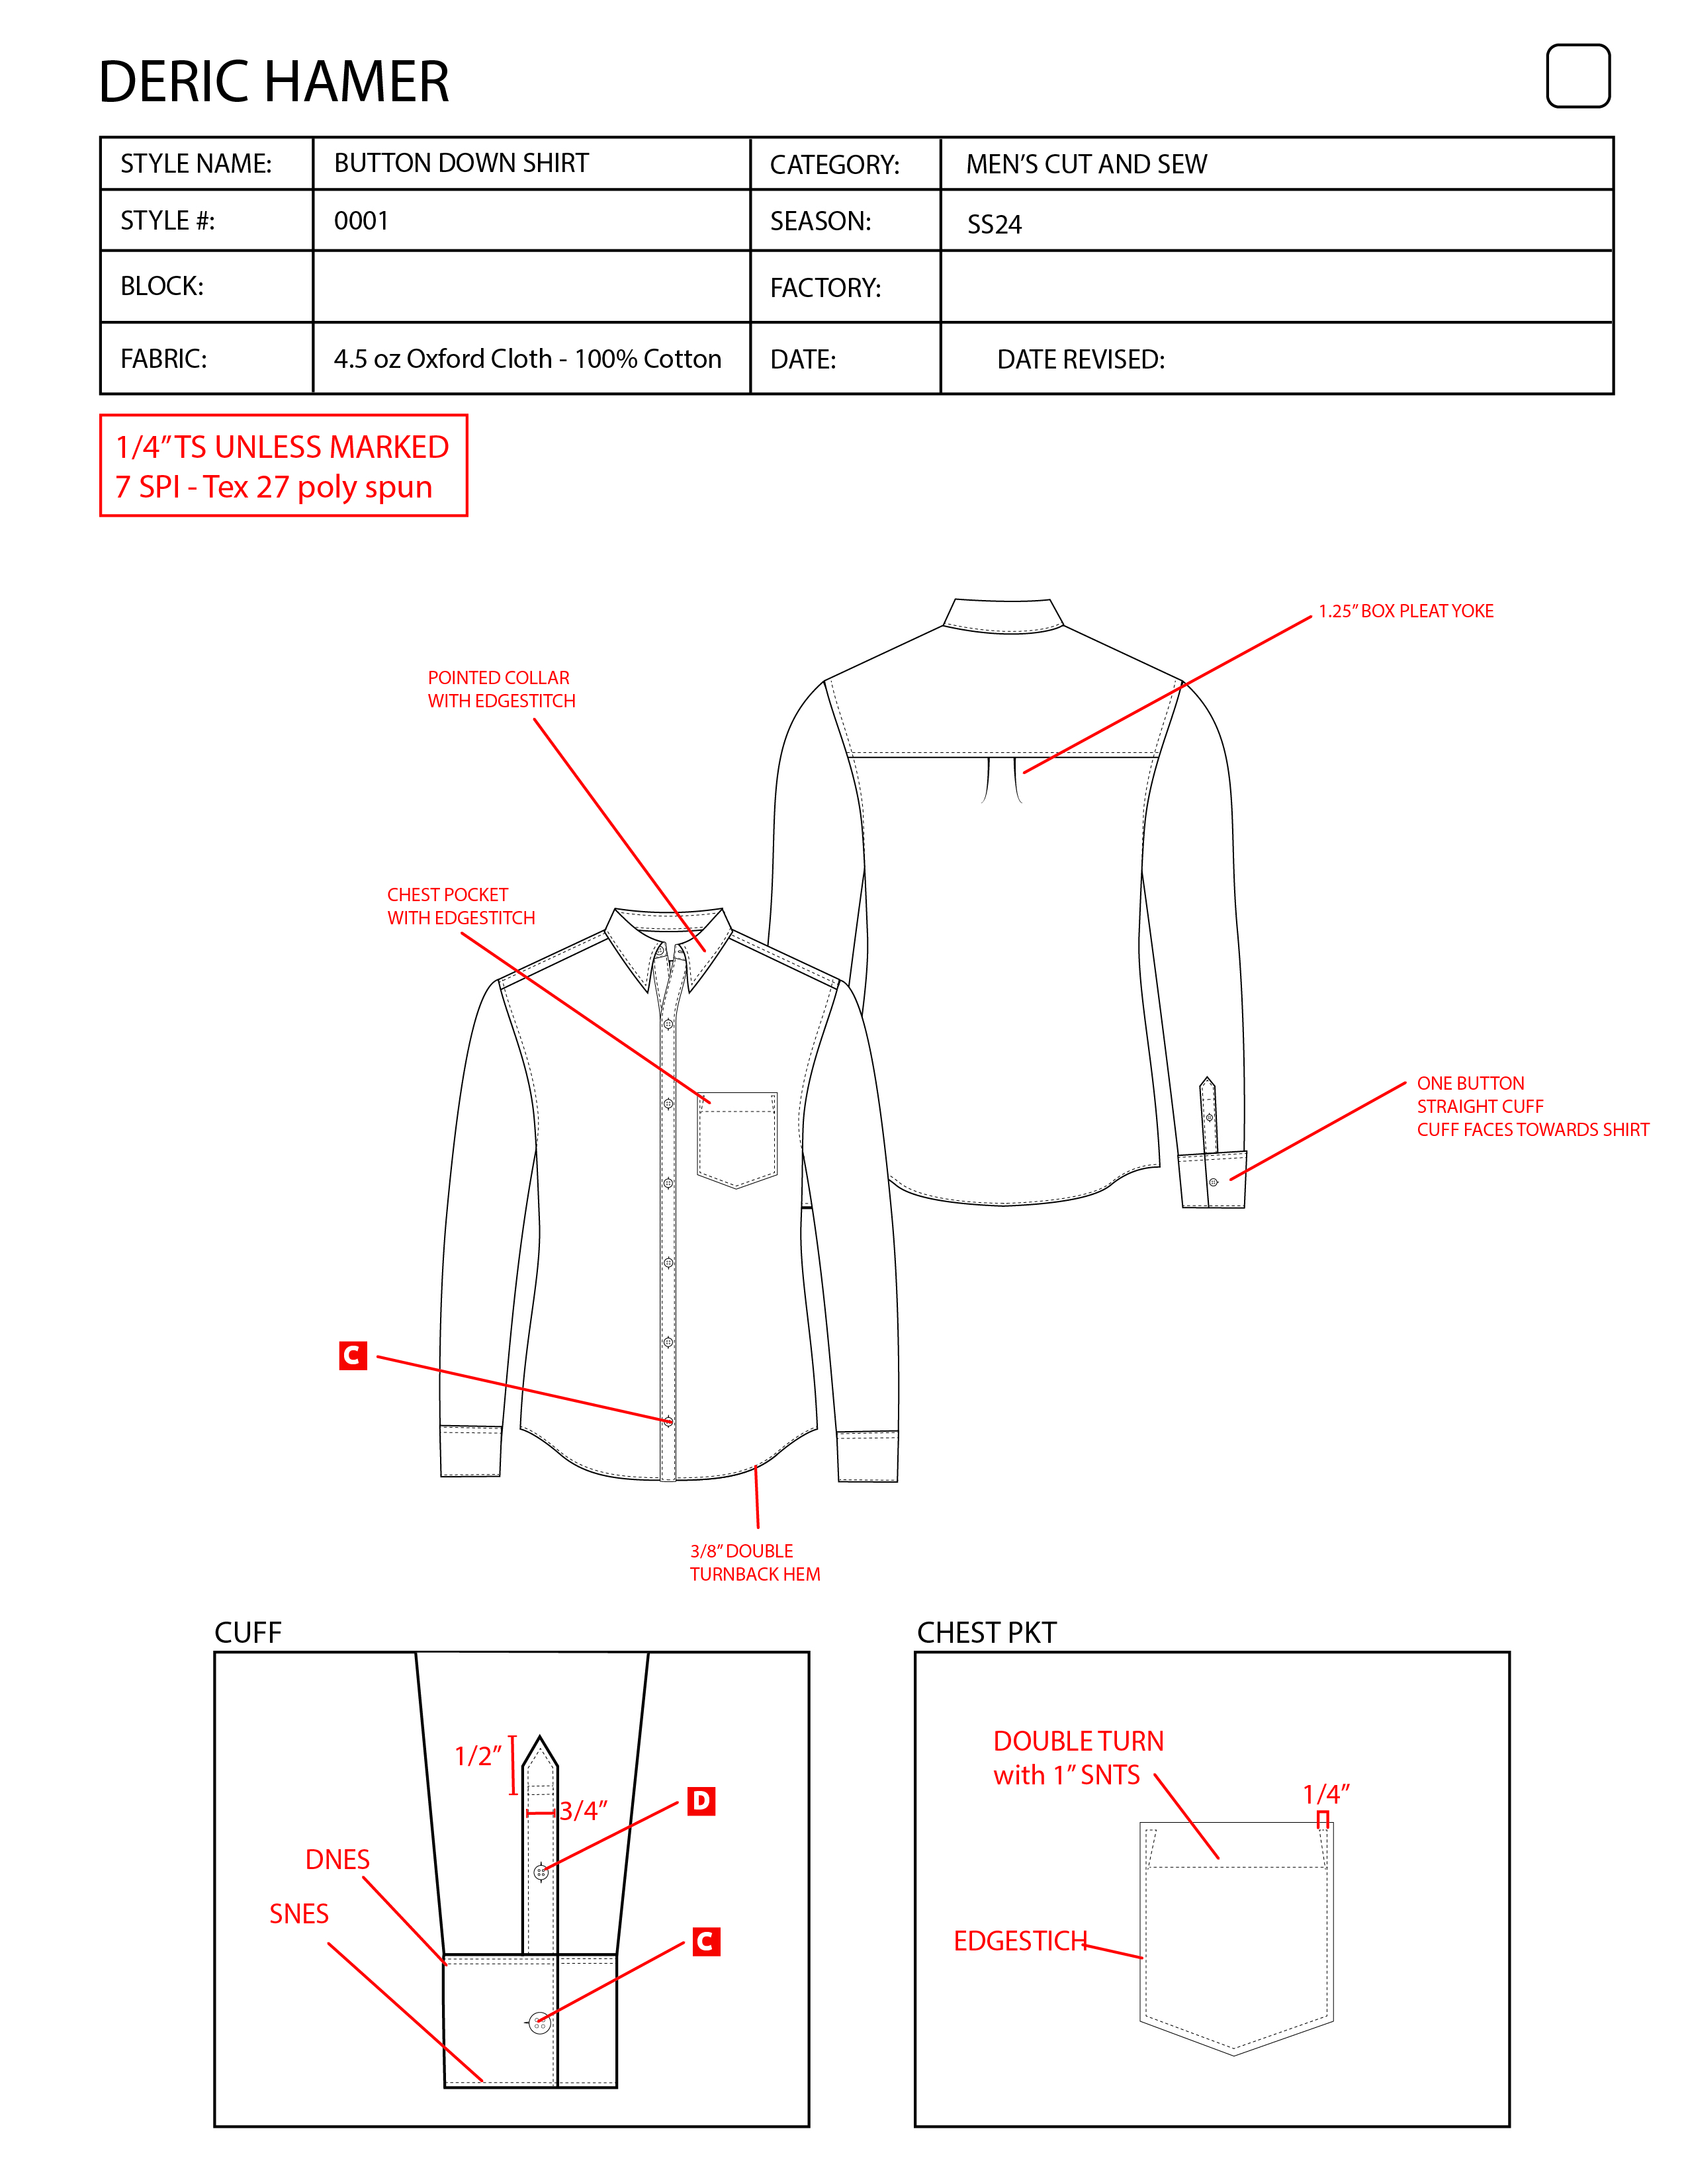 DERIC HAMER
STYLE NAME: BUTTON DOWN SHIRT CATEGORY: MEN’S CUT AND SEW
STYLE #: 0001 SEASON: SS24
BLOCK: FACTORY:
FABRIC: 4.5 oz Oxford Cloth - 100% Cotton DATE: DATE REVISED:
1/4” TS UNLESS MARKED
7 SPI - Tex 27 poly spun
1.25” BOX PLEAT YOKE
POINTED COLLAR
WITH EDGESTITCH
CHEST POCKET
WITH EDGESTITCH
ONE BUTTON
STRAIGHT CUFF
CUFF FACES TOWARDS SHIRT
C
3/8” DOUBLE
TURNBACK HEM
CUFF
1/2”
3/4”
D
DNES
SNES
C
CHEST PKT
DOUBLE TURN
with 1” SNTS
1/4”
EDGESTICH